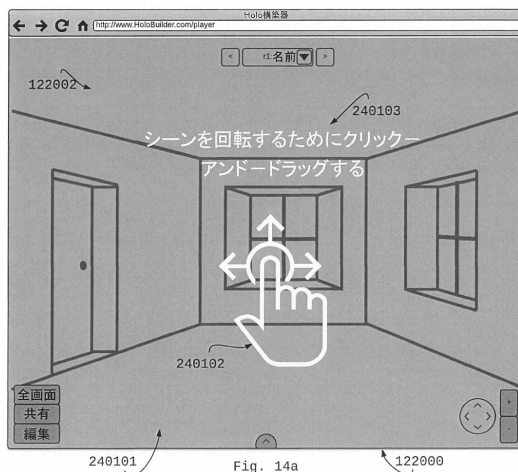 Holo構築器
http://www.HoloBuilder.com/player
< r1:名前 >
122002
240103
シーンを回転するためにクリックー
アンドードラッグする
240102
全画面
共有
編集
+
-
240101
Fig. 14a
122000